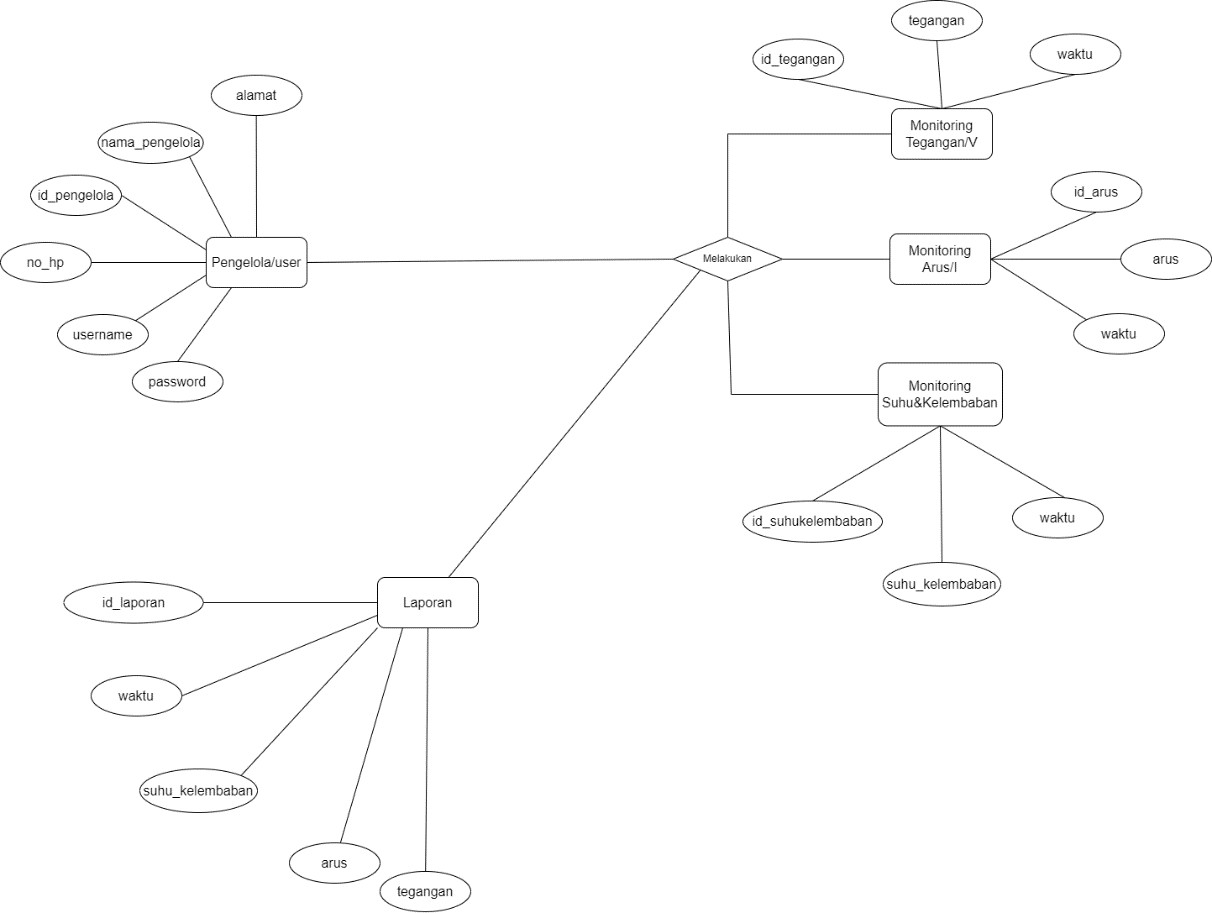 tegangan
id_tegangan
waktu
Monitoring
Tegangan/V
alamat
nama_pengelola
id_pengelola
no_hp
Pengelola/user
username
password
Melakukan
id_arus
Monitoring
Arus/I
arus
waktu
Monitoring
Suhu&Kelembaban
id_suhukelembaban
waktu
suhu_kelembaban
id_laporan
Laporan
waktu
suhu_kelembaban
arus
tegangan